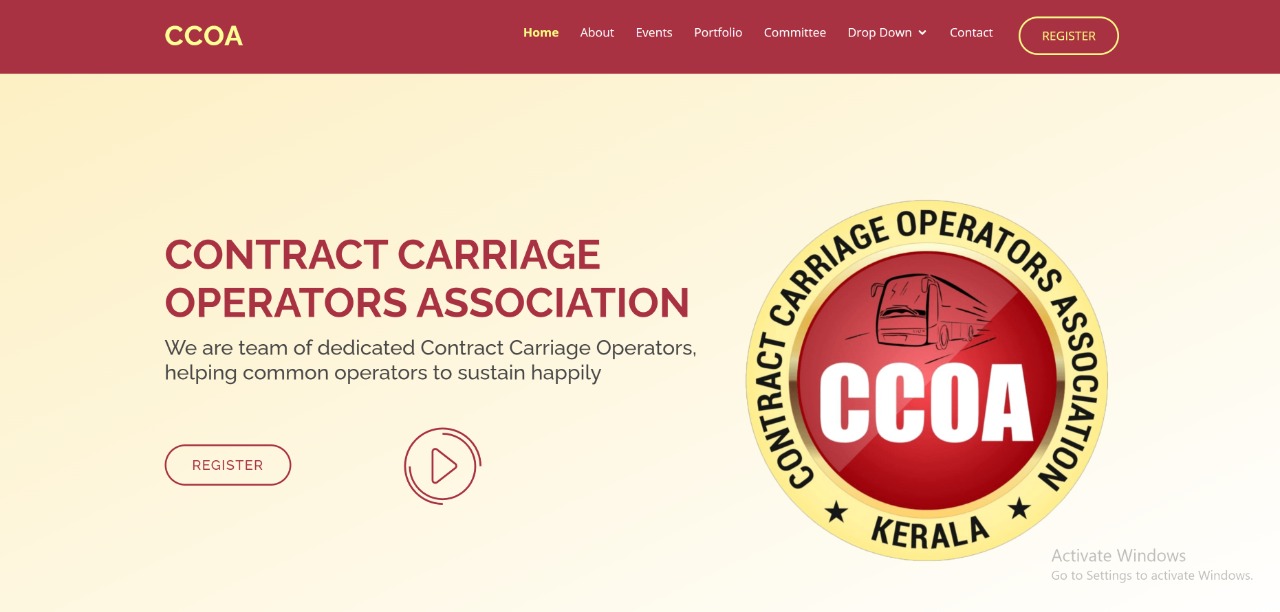 CCOA
Home About Events Portfolio Committee Drop Down Contact REGISTER
CONTRACT CARRIAGE
OPERATORS ASSOCIATION
We are team of dedicated Contract Carriage Operators,
helping common operators to sustain happily
REGISTER
CONTRACT CARRIAGE OPERATORS ASSOCIATION
CCOA
KERALA
Activate Windows
Go to Settings to activate Windows.